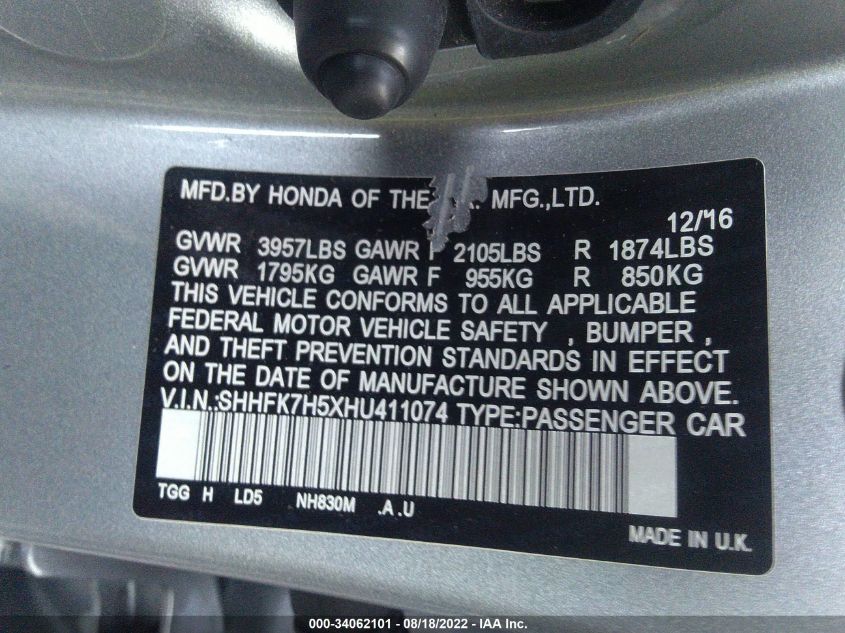 MFD.BY HONDA OF THE MFG.,LTD.
12/16
GVWR 3957LBS GAWR F 2105LBS R 1874LBS
GVWR 1795KG GAWR F 955KG R 850KG
THIS VEHICLE CONFORMS TO ALL APPLICABLE
FEDERAL MOTOR VEHICLE SAFETY , BUMPER ,
AND THEFT PREVENTION STANDARDS IN EFFECT
ON THE DATE OF MANUFACTURE SHOWN ABOVE.
V.I.N.:SHHFK7H5XHU411074 TYPE:PASSENGER CAR
TGG H LD5 NH830M .A .U
MADE IN U.K.
000-34062101 - 08/18/2022 - IAA Inc.